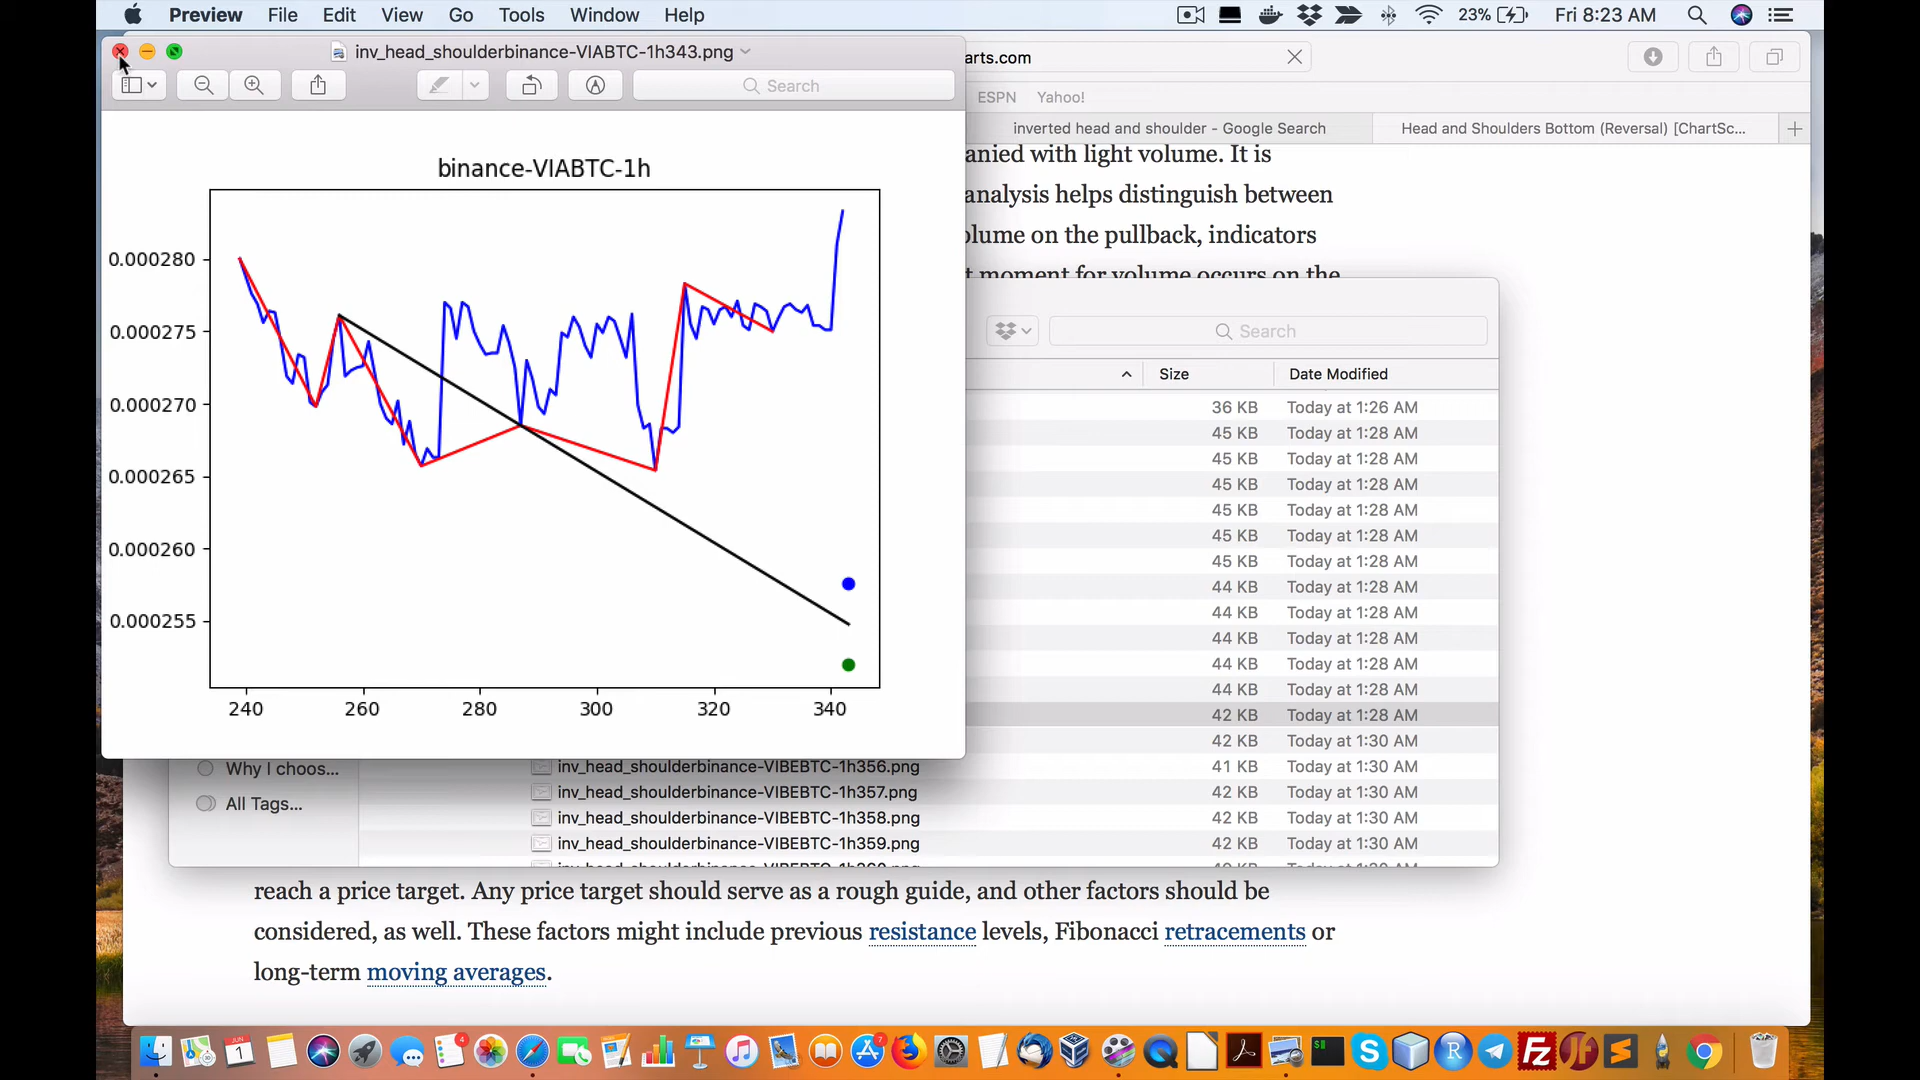 Preview File Edit View Go Tools Window Help 23% Fri 8:23 AM
inv_head_shoulderbinance-VIABTC-1h343.png
arts.com
Search
ESPN Yahoo!
inverted head and shoulder - Google Search Head and Shoulders Bottom (Reversal) [ChartSc...
anied with light volume. It is
analysis helps distinguish between
lume on the pullback, indicators
t moment for volume occurs on the
binance-VIABTC-1h
0.000280
0.000275
0.000270
0.000265
0.000260
0.000255
240 260 280 300 320 340
Search
Size Date Modified
36 KB Today at 1:26 AM
45 KB Today at 1:28 AM
45 KB Today at 1:28 AM
45 KB Today at 1:28 AM
45 KB Today at 1:28 AM
45 KB Today at 1:28 AM
45 KB Today at 1:28 AM
44 KB Today at 1:28 AM
44 KB Today at 1:28 AM
44 KB Today at 1:28 AM
44 KB Today at 1:28 AM
44 KB Today at 1:28 AM
42 KB Today at 1:28 AM
42 KB Today at 1:30 AM
Why I choos...
All Tags...
inv_head_shoulderbinance-VIBEBTC-1h356.png 41 KB Today at 1:30 AM
inv_head_shoulderbinance-VIBEBTC-1h357.png 42 KB Today at 1:30 AM
inv_head_shoulderbinance-VIBEBTC-1h358.png 42 KB Today at 1:30 AM
inv_head_shoulderbinance-VIBEBTC-1h359.png 42 KB Today at 1:30 AM
reach a price target. Any price target should serve as a rough guide, and other factors should be
considered, as well. These factors might include previous resistance levels, Fibonacci retracements or
long-term moving averages.